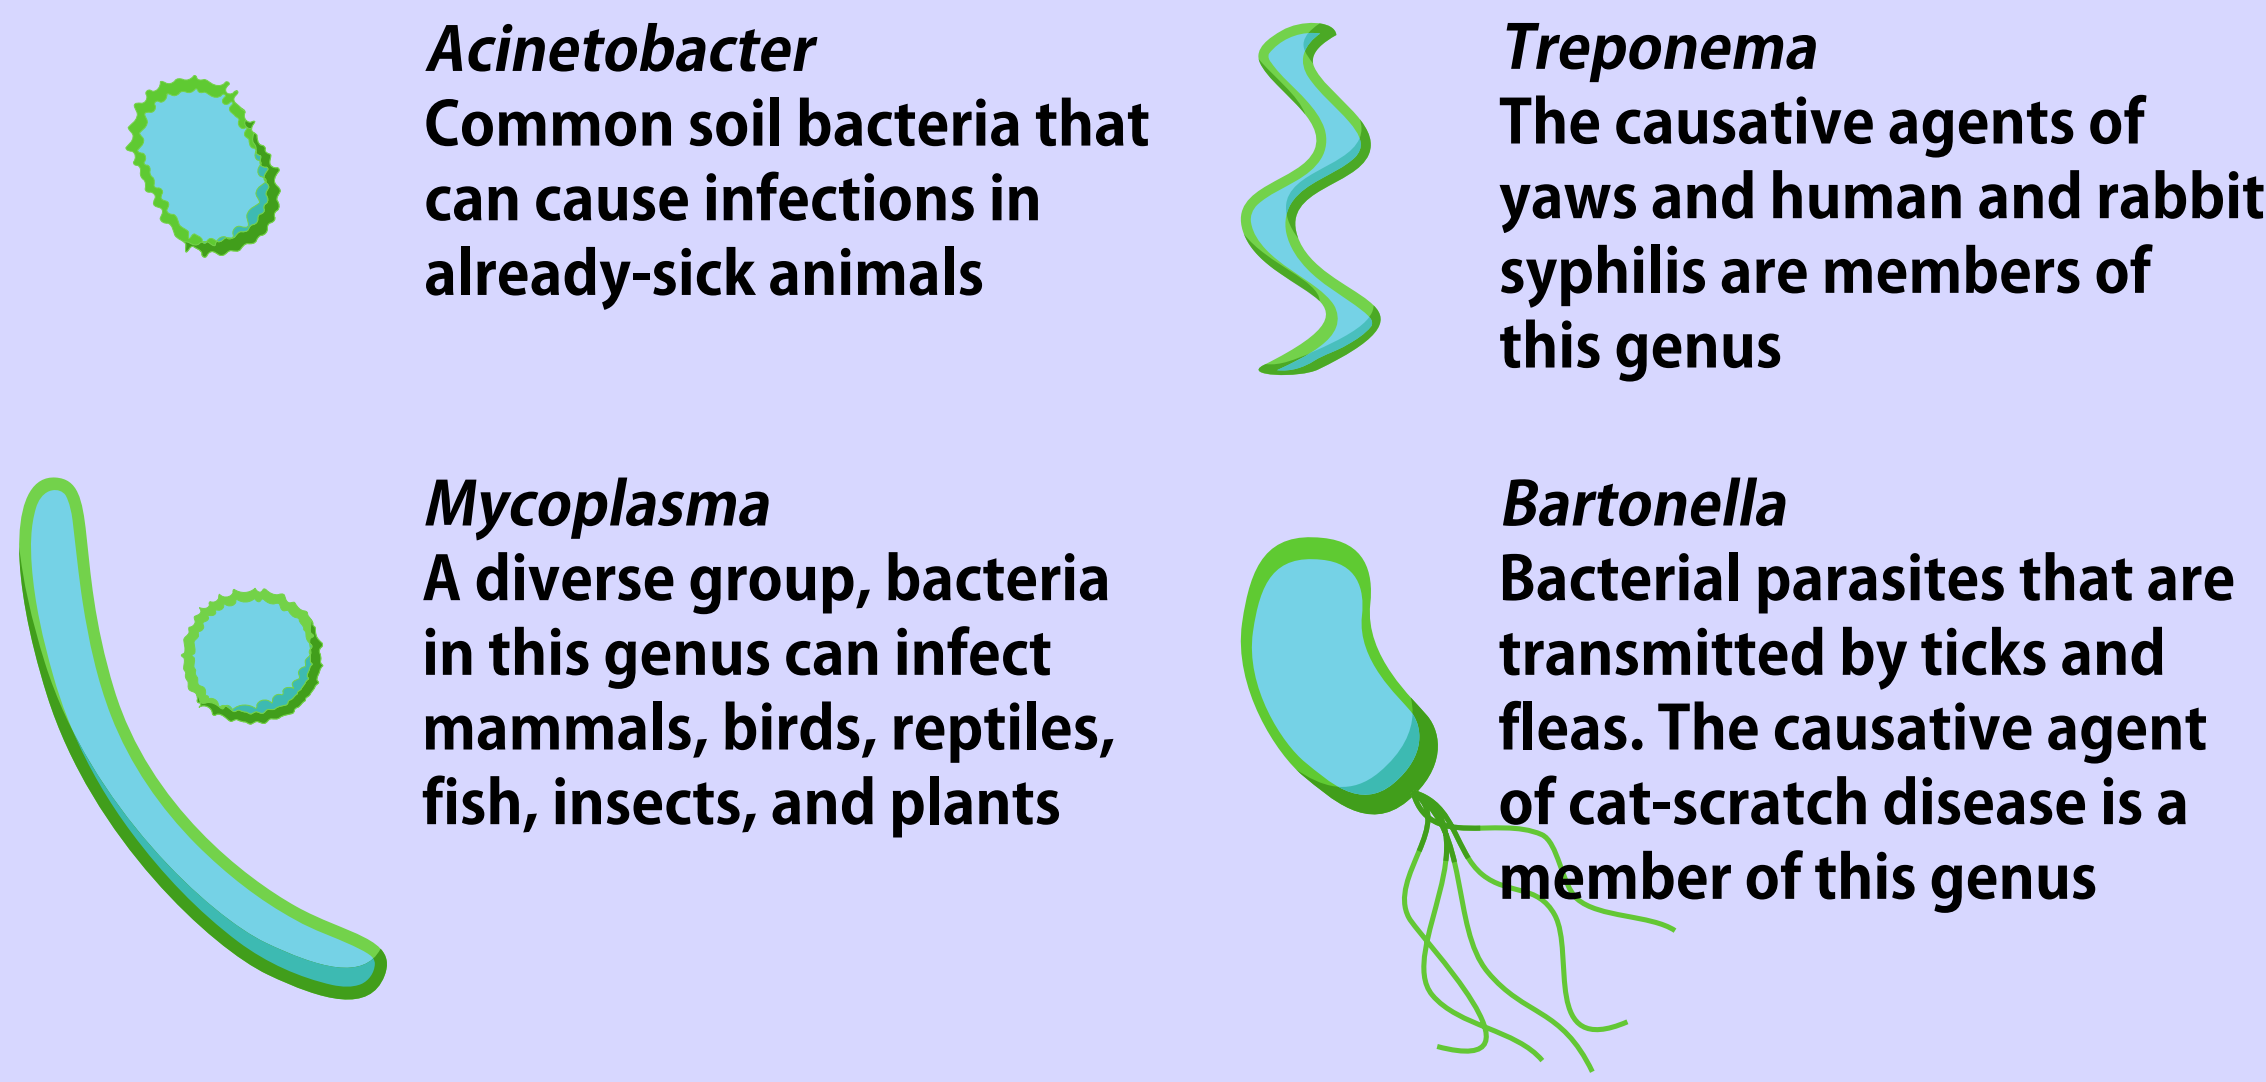 Acinetobacter
Common soil bacteria that
can cause infections in
already-sick animals
Treponema
The causative agents of
yaws and human and rabbit
syphilis are members of
this genus
Mycoplasma
A diverse group, bacteria
in this genus can infect
mammals, birds, reptiles,
fish, insects, and plants
Bartonella
Bacterial parasites that are
transmitted by ticks and
fleas. The causative agent
of cat-scratch disease is a
member of this genus